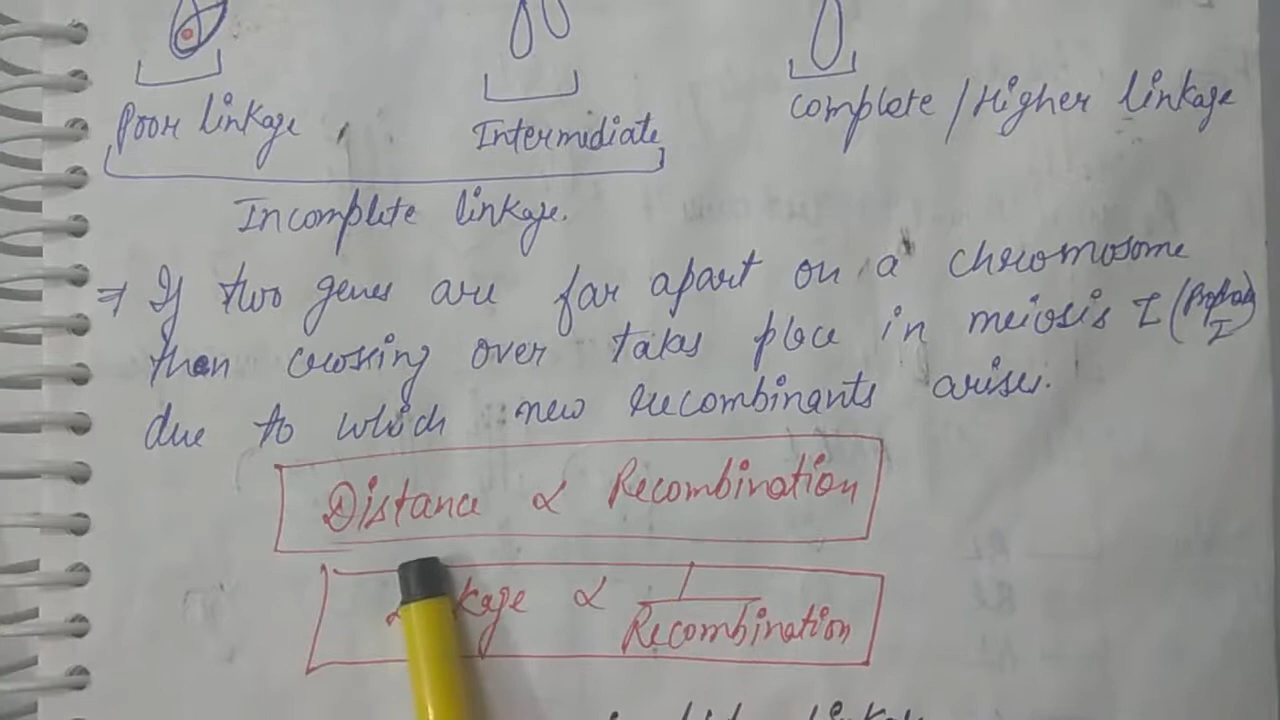 Poor linkage
Intermediate
Complete / Higher linkage
Incomplete linkage.
⇒ If two genes are far apart on a chromosome
then crossing over takes place in meiosis I (Prophase I)
due to which new recombinants arises.
Distance ∝ Recombination
kage ∝ 1/Recombination